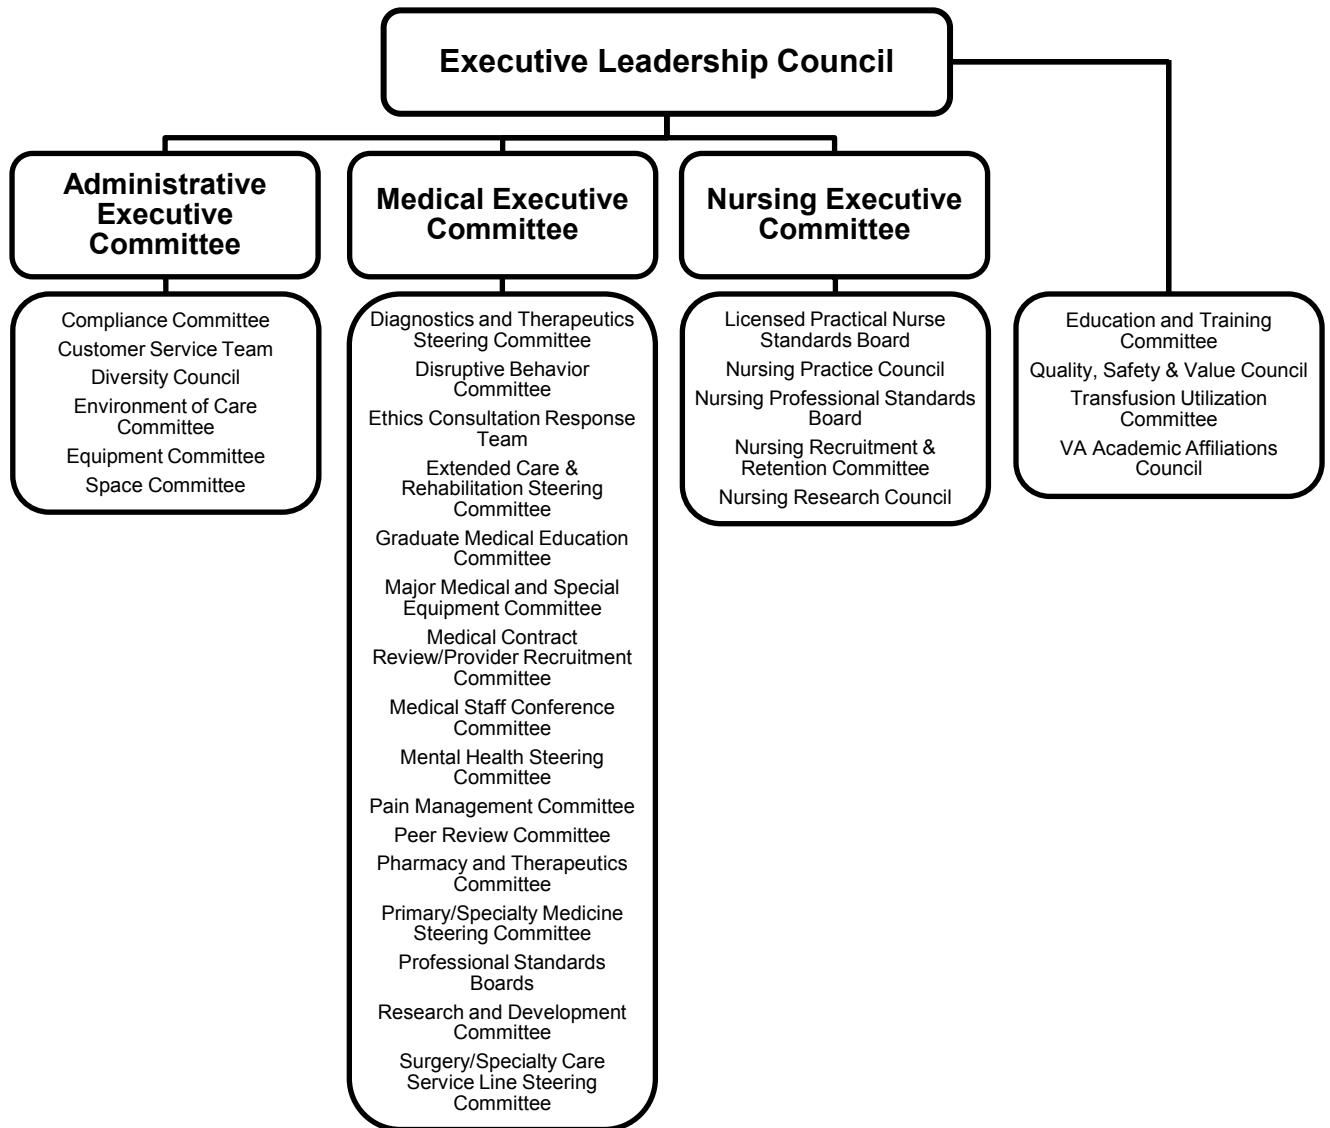 Executive Leadership Council
Administrative
Executive
Committee
Medical Executive
Committee
Nursing Executive
Committee
Compliance Committee
Customer Service Team
Diversity Council
Environment of Care
Committee
Equipment Committee
Space Committee
Diagnostics and Therapeutics
Steering Committee
Disruptive Behavior
Committee
Ethics Consultation Response
Team
Extended Care &
Rehabilitation Steering
Committee
Graduate Medical Education
Committee
Major Medical and Special
Equipment Committee
Medical Contract
Review/Provider Recruitment
Committee
Medical Staff Conference
Committee
Mental Health Steering
Committee
Pain Management Committee
Peer Review Committee
Pharmacy and Therapeutics
Committee
Primary/Specialty Medicine
Steering Committee
Professional Standards
Boards
Research and Development
Committee
Surgery/Specialty Care
Service Line Steering
Committee
Licensed Practical Nurse
Standards Board
Nursing Practice Council
Nursing Professional Standards
Board
Nursing Recruitment &
Retention Committee
Nursing Research Council
Education and Training
Committee
Quality, Safety & Value Council
Transfusion Utilization
Committee
VA Academic Affiliations
Council